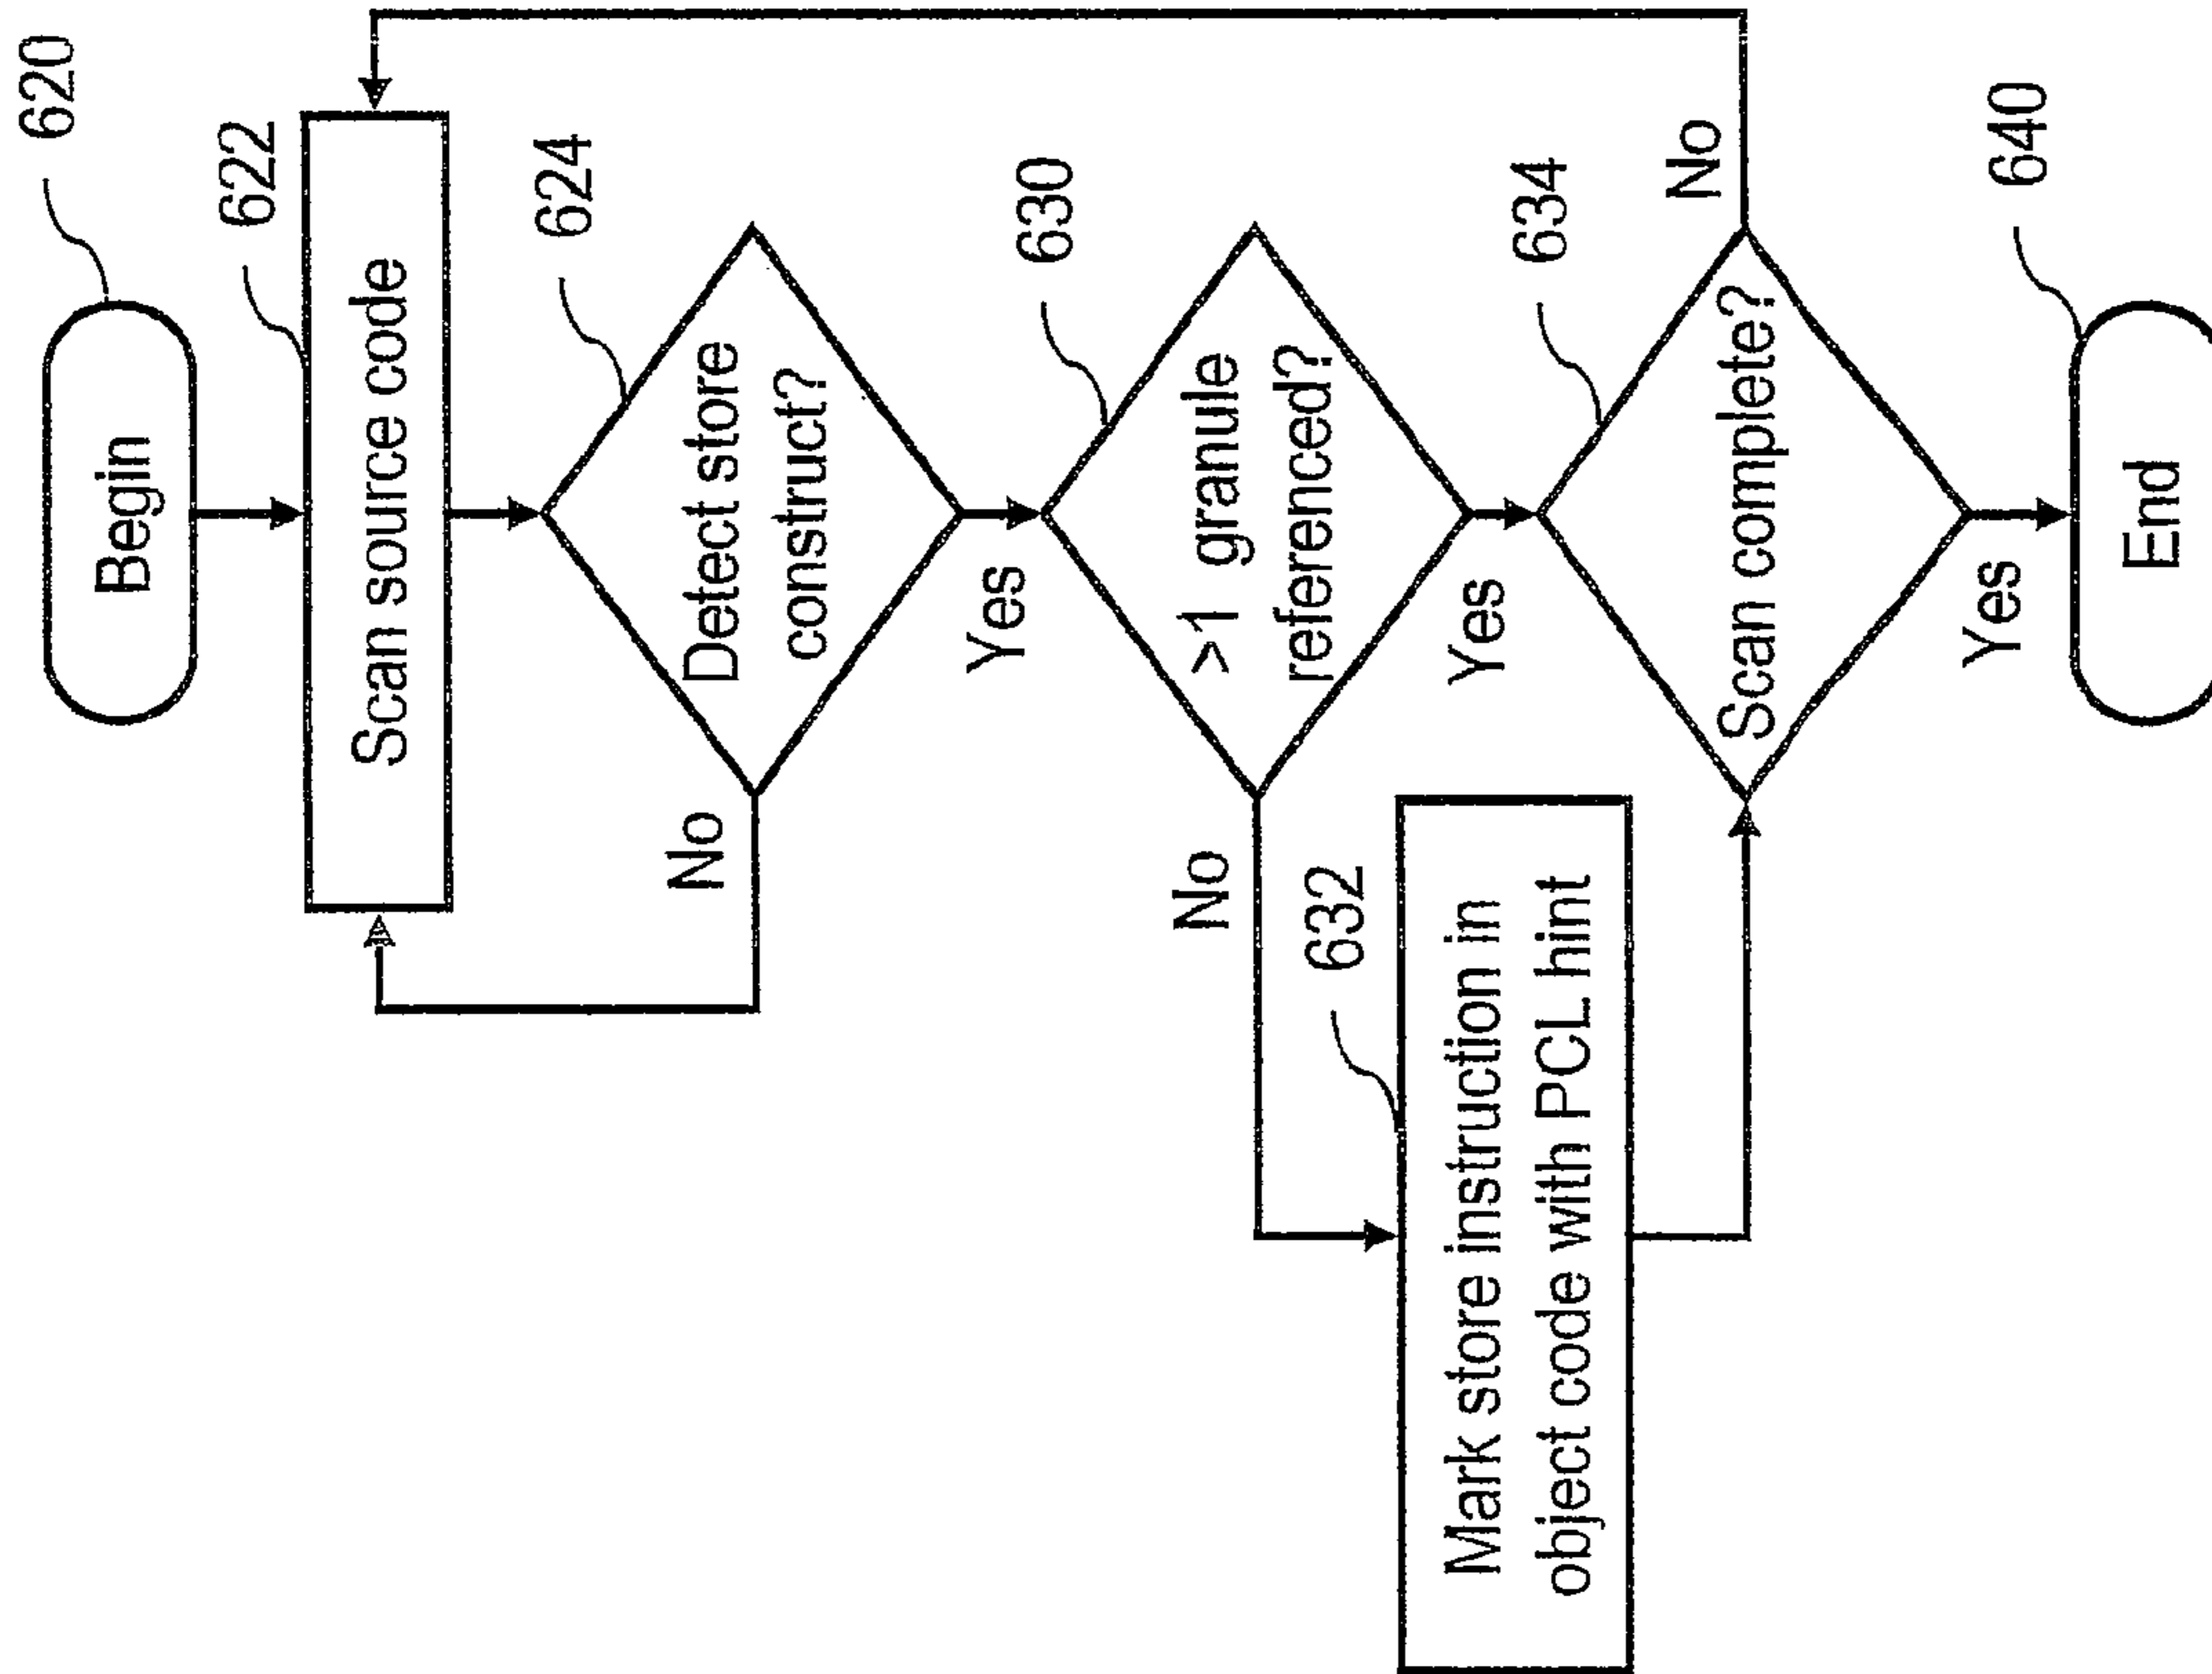 Begin
620
Scan source code
622
Detect store
construct?
624
No
Yes
>1 granule
referenced?
630
No
Yes
Mark store instruction in
object code with PCL hint
632
Scan complete?
634
No
Yes
End
640